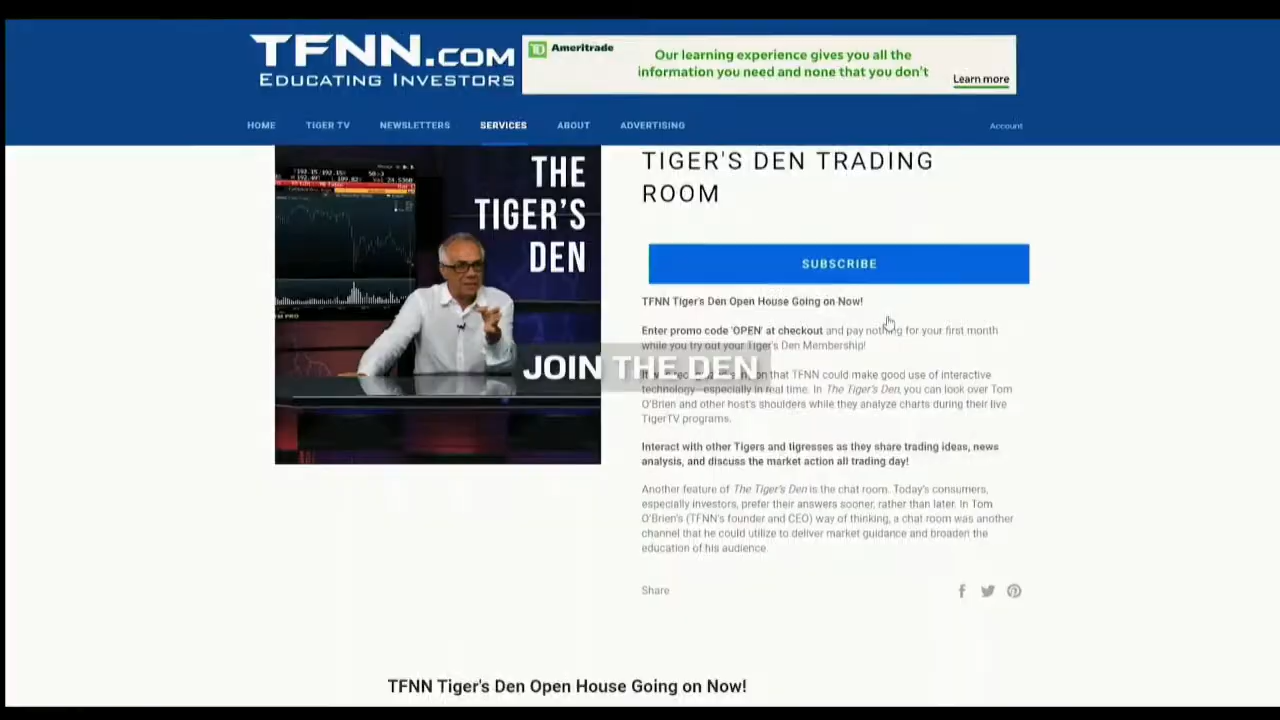 TFNN.COM
EDUCATING INVESTORS
TD Ameritrade
Our learning experience gives you all the
information you need and none that you don't
Learn more
HOME
TIGER TV
NEWSLETTERS
SERVICES
ABOUT
ADVERTISING
Account
THE
TIGER'S
DEN
TIGER'S DEN TRADING
ROOM
SUBSCRIBE
TFNN Tiger's Den Open House Going on Now!
Enter promo code 'OPEN' at checkout and pay nothing for your first month
while you try out your Tiger's Den Membership!
JOIN THE DEN
that TFNN could make good use of interactive
technology--especially in real time. In The Tiger's Den, you can look over Tom
O'Brien and other host's shoulders while they analyze charts during their live
TigerTV programs.
Interact with other Tigers and tigresses as they share trading ideas, news
analysis, and discuss the market action all trading day!
Another feature of The Tiger's Den is the chat room. Today's consumers,
especially investors, prefer their answers sooner, rather than later. In Tom
O'Brien's (TFNN's founder and CEO) way of thinking, a chat room was another
channel that he could utilize to deliver market guidance and broaden the
education of his audience.
Share
TFNN Tiger's Den Open House Going on Now!